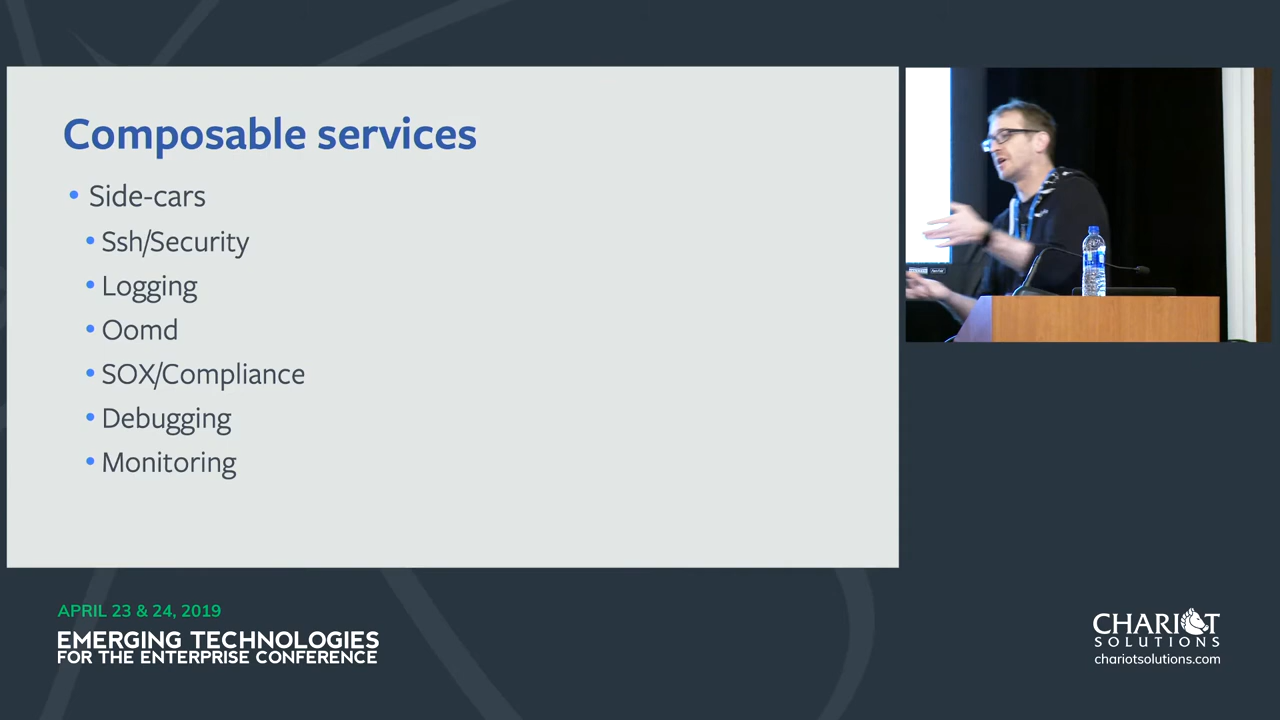 Composable services
• Side-cars
• Ssh/Security
• Logging
• Oomd
• SOX/Compliance
• Debugging
• Monitoring
APRIL 23 & 24, 2019
EMERGING TECHNOLOGIES
FOR THE ENTERPRISE CONFERENCE
CHARIOT
SOLUTIONS
chariotsolutions.com